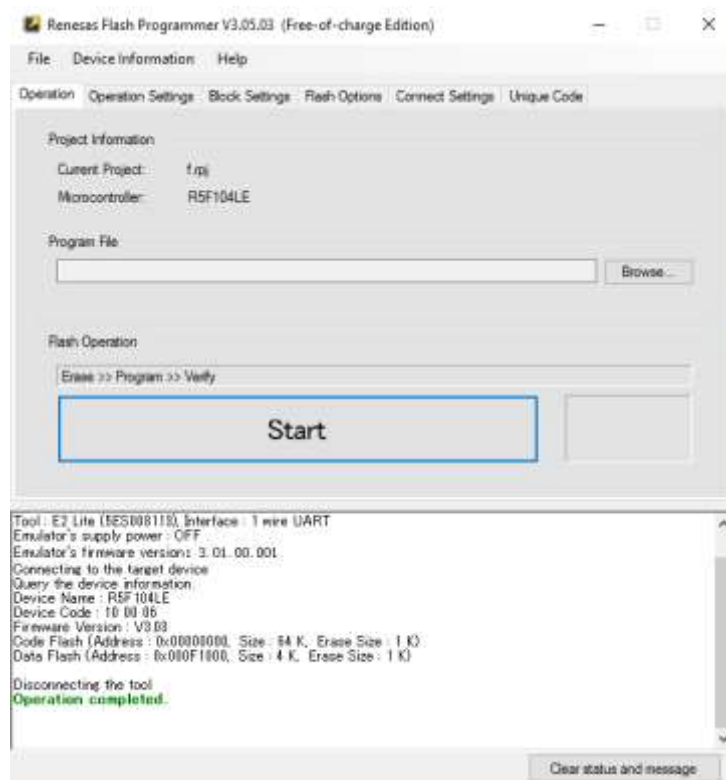 Renesas Flash Programmer V3.05.03 (Free-of-charge Edition)
File Device Information Help
Operation Operation Settings Block Settings Flash Options Connect Settings Unique Code
Project Information
Current Project: f.rpj
Microcontroller: R5F104LE
Program File
Browse...
Flash Operation
Erase >> Program >> Verify
Start
Tool : E2 Lite Interface : 1 wire UART
Emulator's supply power : OFF
Emulator's firmware version: 3.01.00.001
Connecting to the target device
Query the device information
Device Name : R5F104LE
Device Code : 10 00 06
Firmware Version : V3.03
Code Flash (Address : 0x00000000, Size : 64 K, Erase Size : 1 K)
Data Flash (Address : 0x000F1000, Size : 4 K, Erase Size : 1 K)
Disconnecting the tool
Operation completed.
Clear status and message